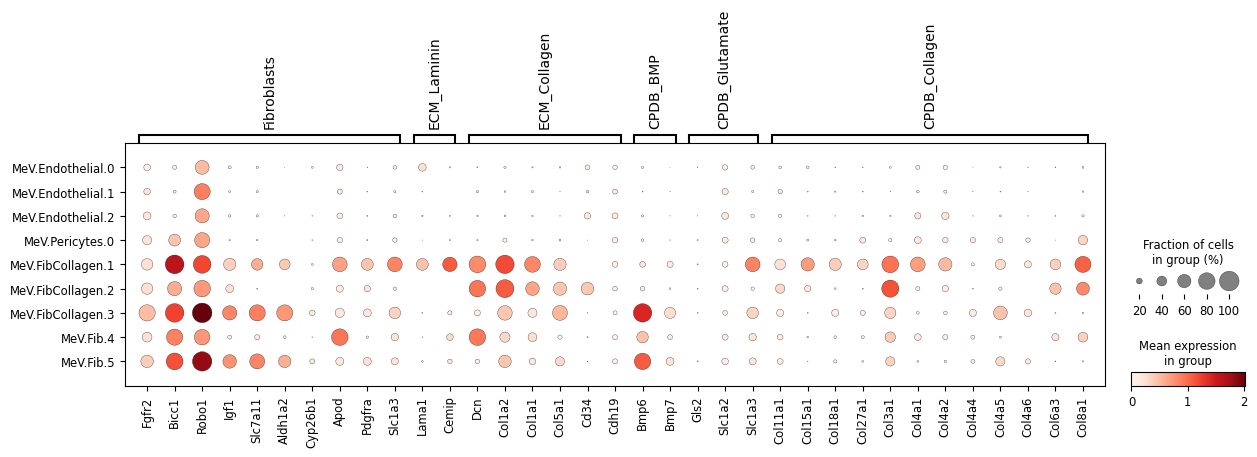 Fibroblasts
ECM_Laminin
ECM_Collagen
CPDB_BMP
CPDB_Glutamate
CPDB_Collagen
MeV.Endothelial.0
MeV.Endothelial.1
MeV.Endothelial.2
MeV.Pericytes.0
MeV.FibCollagen.1
MeV.FibCollagen.2
MeV.FibCollagen.3
MeV.Fib.4
MeV.Fib.5
Fgfr2
Bicc1
Robo1
Igf1
Slc7a11
Aldh1a2
Cyp26b1
Apod
Pdgfra
Slc1a3
Lama1
Cemip
Dcn
Col1a2
Col1a1
Col5a1
Cd34
Cdh19
Bmp6
Bmp7
Gls2
Slc1a2
Slc1a3
Col11a1
Col15a1
Col18a1
Col27a1
Col3a1
Col4a1
Col4a2
Col4a4
Col4a5
Col4a6
Col6a3
Col8a1
Fraction of cells
in group (%)
20 40 60 80 100
Mean expression
in group
0 1 2